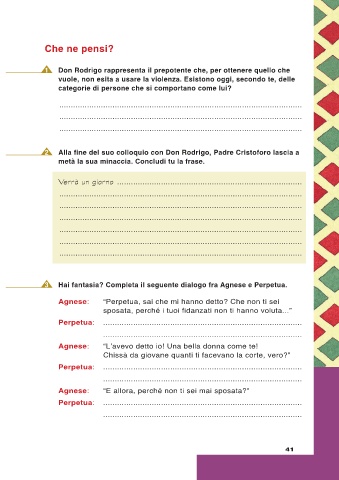 Che ne pensi?
1 Don Rodrigo rappresenta il prepotente che, per ottenere quello che
vuole, non esita a usare la violenza. Esistono oggi, secondo te, delle
categorie di persone che si comportano come lui?
2 Alla fine del suo colloquio con Don Rodrigo, Padre Cristoforo lascia a
metà la sua minaccia. Concludi tu la frase.
Verrà un giorno
3 Hai fantasia? Completa il seguente dialogo fra Agnese e Perpetua.
Agnese: “Perpetua, sai che mi hanno detto? Che non ti sei
sposata, perché i tuoi fidanzati non ti hanno voluta...”
Perpetua:
Agnese: “L'avevo detto io! Una bella donna come te!
Chissà da giovane quanti ti facevano la corte, vero?”
Perpetua:
Agnese: “E allora, perché non ti sei mai sposata?”
Perpetua:
41